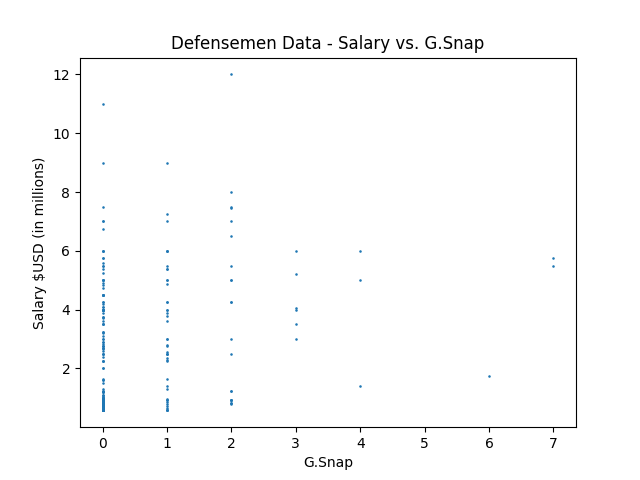 Defensemen Data - Salary vs. G.Snap
Salary $USD (in millions)
12
10
8
6
4
2
0 1 2 3 4 5 6 7
G.Snap